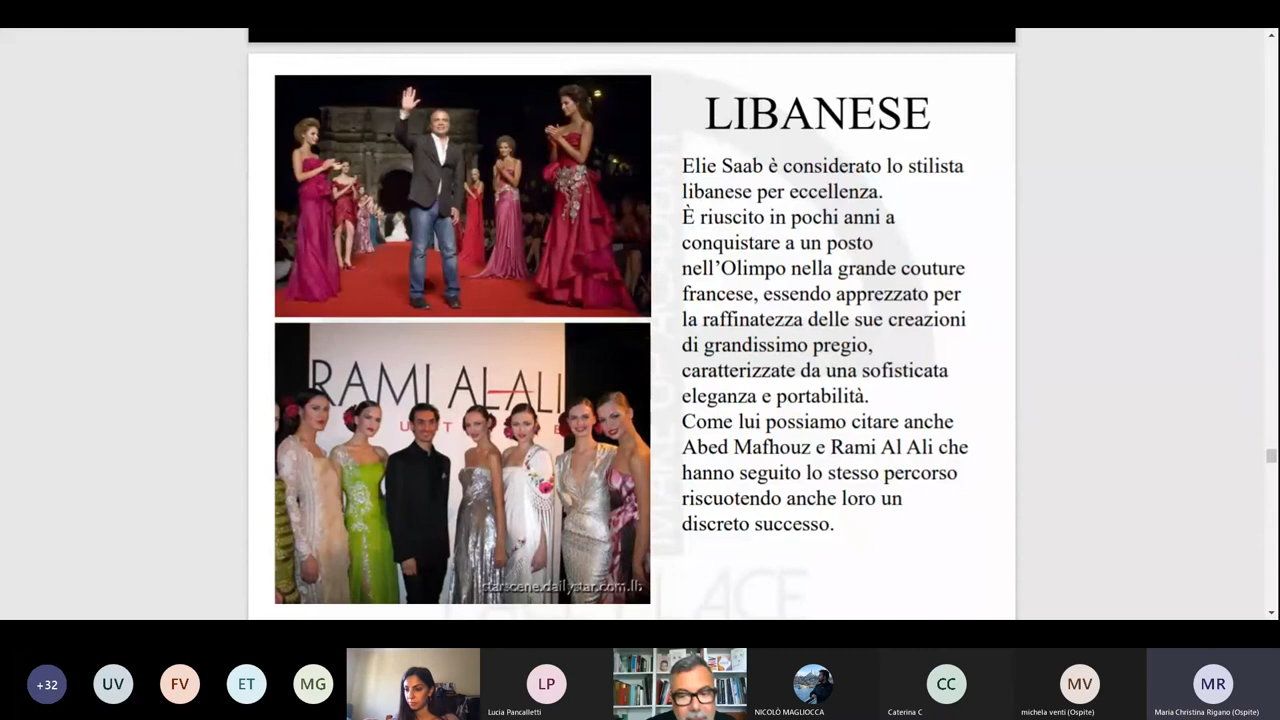 LIBANESE
Elie Saab è considerato lo stilista
libanese per eccellenza.
È riuscito in pochi anni a
conquistare a un posto
nell’Olimpo nella grande couture
francese, essendo apprezzato per
la raffinatezza delle sue creazioni
di grandissimo pregio,
caratterizzate da una sofisticata
eleganza e portabilità.
Come lui possiamo citare anche
Abed Mafhouz e Rami Al Ali che
hanno seguito lo stesso percorso
riscuotendo anche loro un
discreto successo.
RAMI AL-ALI
starscene.dailystar.com.lb
+32
UV
FV
ET
MG
LP
Lucia Pancalletti
NICOLÒ MAGLIOCCA
CC
Caterina C
MV
michela venti (Ospite)
MR
Maria Christina Rigano (Ospite)